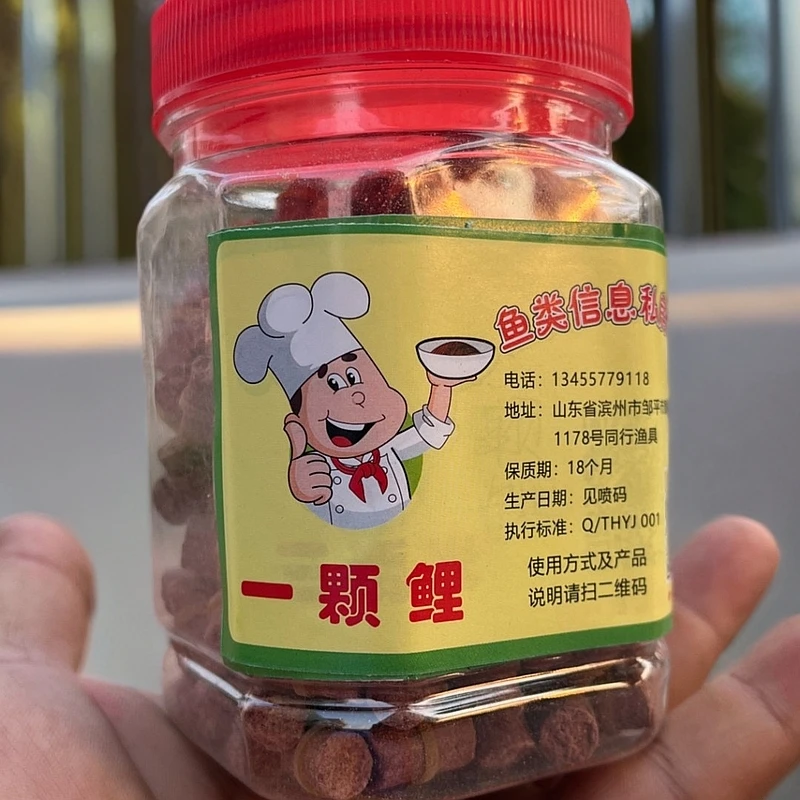 鱼类信息私
电话：13455779118
地址：山东省滨州市邹平市
1178号同行渔具
保质期：18个月
生产日期：见喷码
执行标准：Q/THYJ 001
使用方式及产品
说明请扫二维码
一颗鲤